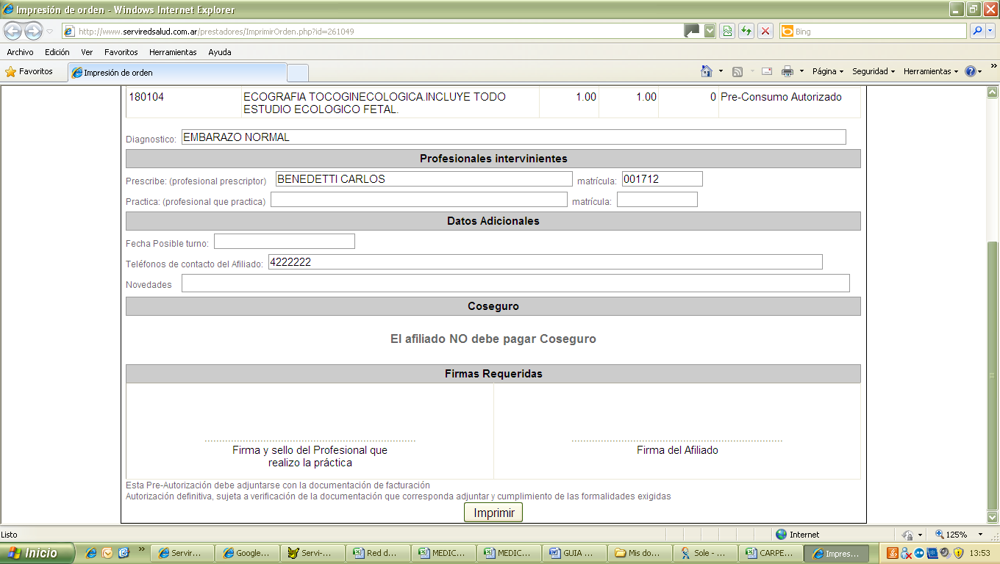 Impresión de orden - Windows Internet Explorer
http://www.serviredsalud.com.ar/prestadores/ImprimirOrden.php?id=261049
Bing
Archivo Edición Ver Favoritos Herramientas Ayuda
Favoritos Impresión de orden Página Seguridad Herramientas »
180104 ECOGRAFIA TOCOGINECOLOGICA.INCLUYE TODO 1.00 1.00 0 Pre-Consumo Autorizado
ESTUDIO ECOLOGICO FETAL.
Diagnostico: EMBARAZO NORMAL
Profesionales intervinientes
Prescribe: (profesional prescriptor) BENEDETTI CARLOS matrícula: 001712
Practica: (profesional que practica) matrícula:
Datos Adicionales
Fecha Posible turno:
Teléfonos de contacto del Afiliado: 4222222
Novedades
Coseguro
El afiliado NO debe pagar Coseguro
Firmas Requeridas
Firma y sello del Profesional que
realizo la práctica
Firma del Afiliado
Esta Pre-Autorización debe adjuntarse con la documentación de facturación
Autorización definitiva, sujeta a verificación de la documentación que corresponda adjuntar y cumplimiento de las formalidades exigidas
Imprimir
Listo Internet 125%
Inicio » Servir... Google... Servi-... Red d... MEDIC... MEDIC... GUIA ... Mis do... Sole - ... CARPE... Impres... 13:53